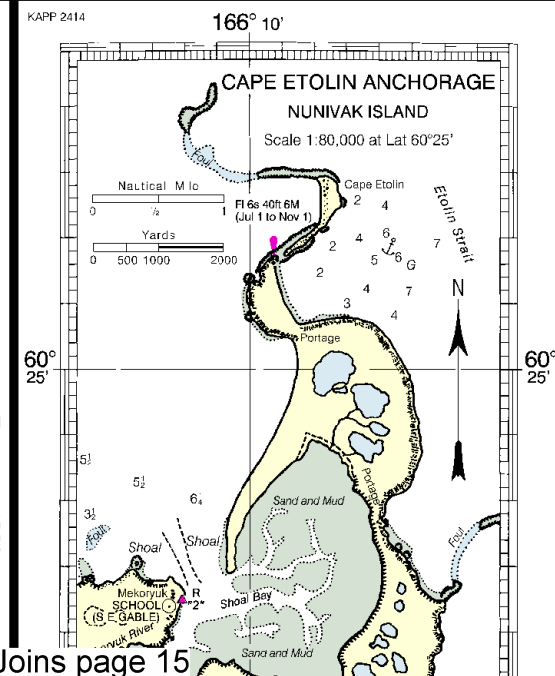 KAPP 2414
166° 10'
CAPE ETOLIN ANCHORAGE
NUNIVAK ISLAND
Scale 1:80,000 at Lat 60°25'
Foul
Nautical M lo
0 ½ 1
Yards
0 500 1000 2000
Fl 6s 40ft 6M
(Jul 1 to Nov 1)
Cape Etolin
Etolin Strait
2 4
2 4 6 7
5 6 G
2
4 7
3 4
N
Portage
60°
25'
60°
25'
Portage
5½
5½
6¼
3½
Foul
Sand and Mud
Shoal
Shoal
Foul
Mekoryuk
SCHOOL
(S.E.GABLE)
R
"2"
Shoal Bay
oryuk River
Sand and Mud
Joins page 15